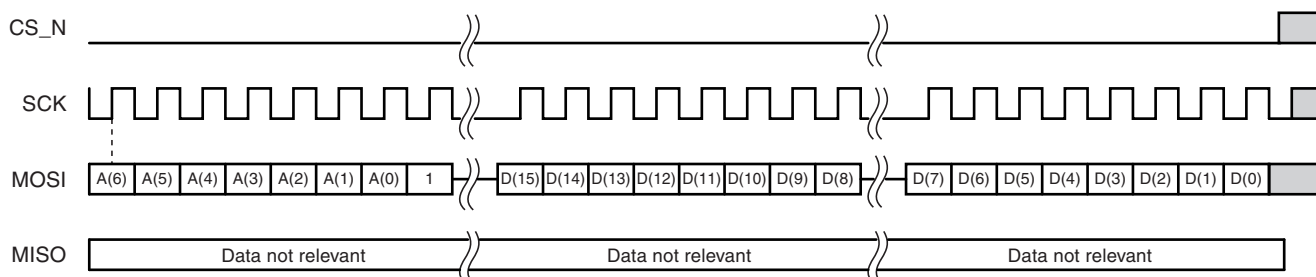 CS_N
SCK
MOSI A(6) A(5) A(4) A(3) A(2) A(1) A(0) 1 D(15) D(14) D(13) D(12) D(11) D(10) D(9) D(8) D(7) D(6) D(5) D(4) D(3) D(2) D(1) D(0)
MISO Data not relevant Data not relevant Data not relevant